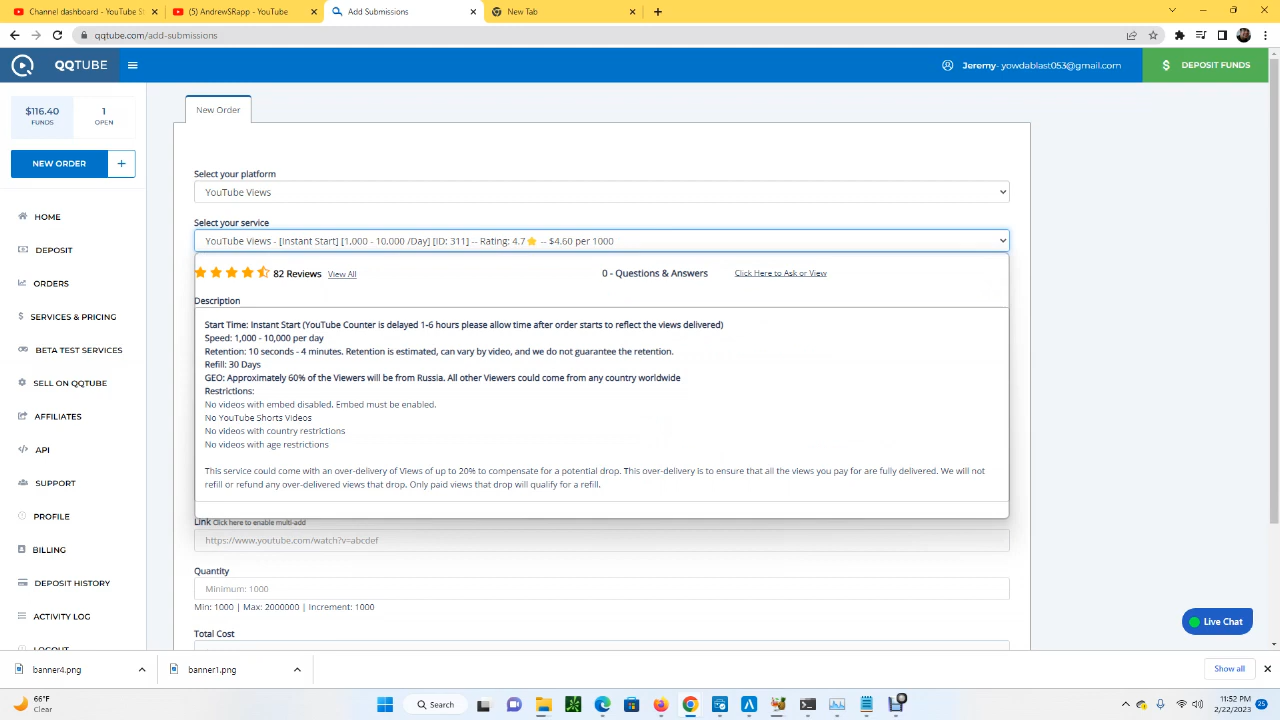 Channel dashboard - YouTube St
(5) AndrewSRapp - YouTube
Add Submissions
New Tab
qqtube.com/add-submissions
QQTUBE
Jeremy- yowdablast053@gmail.com
$ DEPOSIT FUNDS
$116.40
FUNDS
1
OPEN
NEW ORDER +
HOME
DEPOSIT
ORDERS
$ SERVICES & PRICING
BETA TEST SERVICES
SELL ON QQTUBE
AFFILIATES
</> API
SUPPORT
PROFILE
BILLING
DEPOSIT HISTORY
ACTIVITY LOG
LOGOUT
New Order
Select your platform
YouTube Views
Select your service
YouTube Views - [Instant Start] [1,000 - 10,000 /Day] [ID: 311] -- Rating: 4.7⭐ -- $4.60 per 1000
82 Reviews View All
0 - Questions & Answers Click Here to Ask or View
Description
Start Time: Instant Start (YouTube Counter is delayed 1-6 hours please allow time after order starts to reflect the views delivered)
Speed: 1,000 - 10,000 per day
Retention: 10 seconds - 4 minutes. Retention is estimated, can vary by video, and we do not guarantee the retention.
Refill: 30 Days
GEO: Approximately 60% of the Viewers will be from Russia. All other Viewers could come from any country worldwide
Restrictions:
No videos with embed disabled. Embed must be enabled.
No YouTube Shorts Videos
No videos with country restrictions
No videos with age restrictions
This service could come with an over-delivery of Views of up to 20% to compensate for a potential drop. This over-delivery is to ensure that all the views you pay for are fully delivered. We will not
refill or refund any over-delivered views that drop. Only paid views that drop will qualify for a refill.
Link Click here to enable multi-add
https://www.youtube.com/watch?v=abcdef
Quantity
Minimum: 1000
Min: 1000 | Max: 2000000 | Increment: 1000
Total Cost
Live Chat
banner4.png
banner1.png
Show all
66°F
Clear
Search
11:52 PM
2/22/2023
25